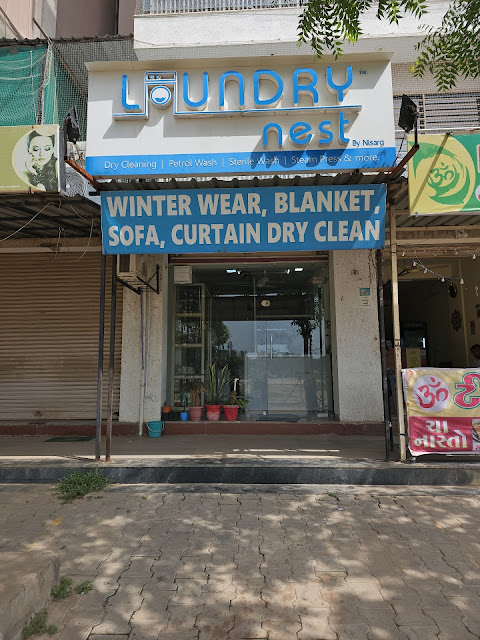 LAUNDRY
nest
By Nisarg
Dry Cleaning | Petrol Wash | Sterile Wash | Steam Press & more.
WINTER WEAR, BLANKET,
SOFA, CURTAIN DRY CLEAN
ॐ
ॐ
ચા
નાસ્તો